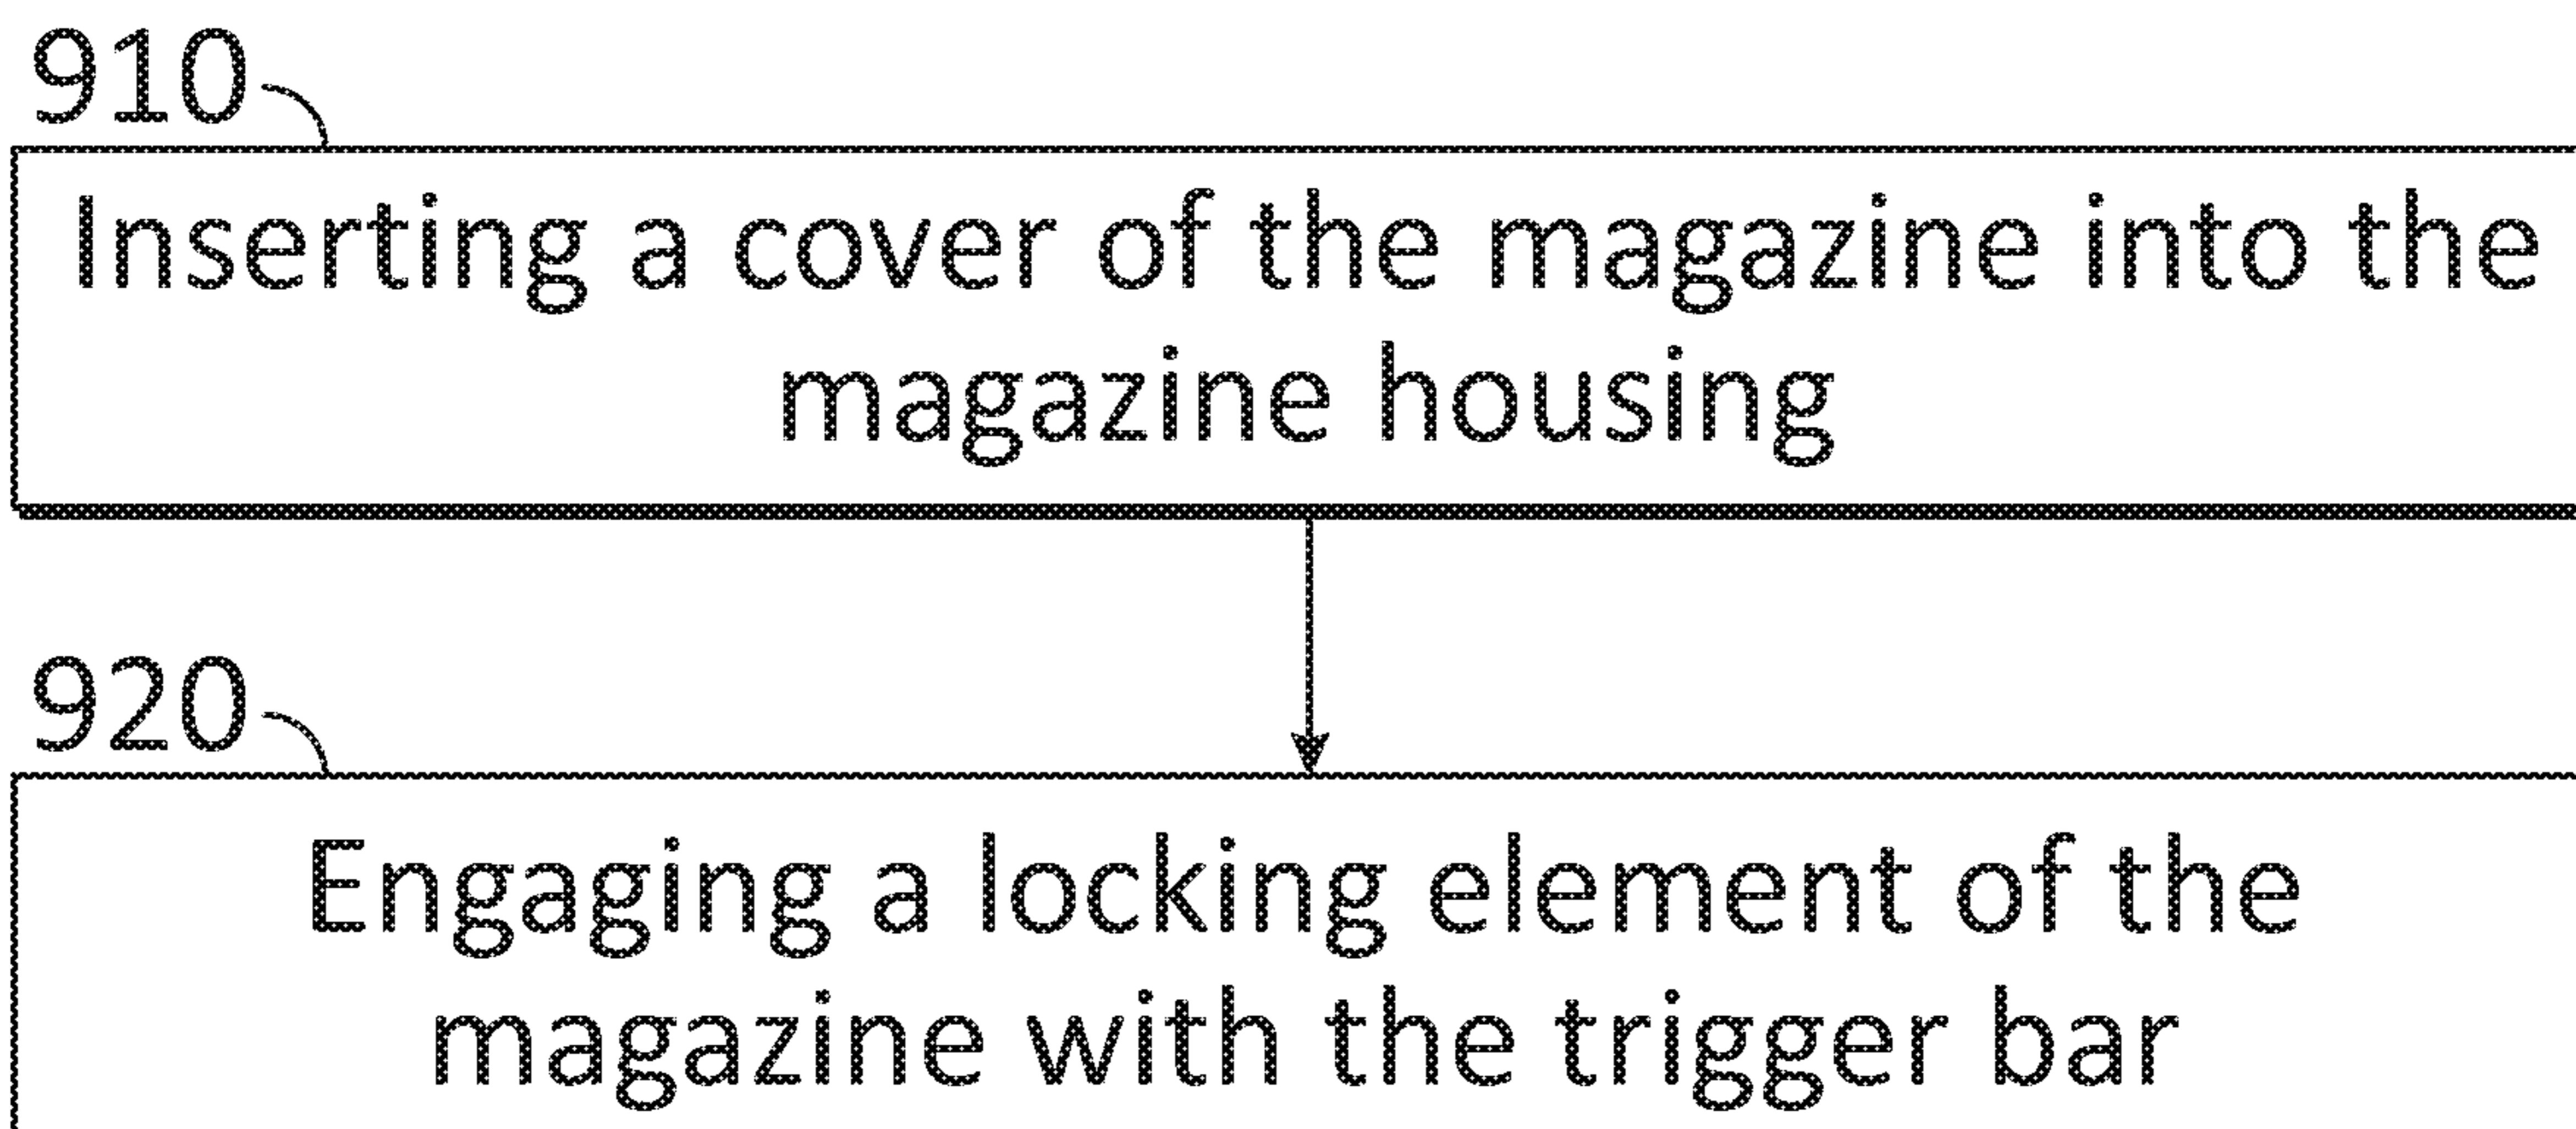 910
Inserting a cover of the magazine into the
magazine housing
920
Engaging a locking element of the
magazine with the trigger bar